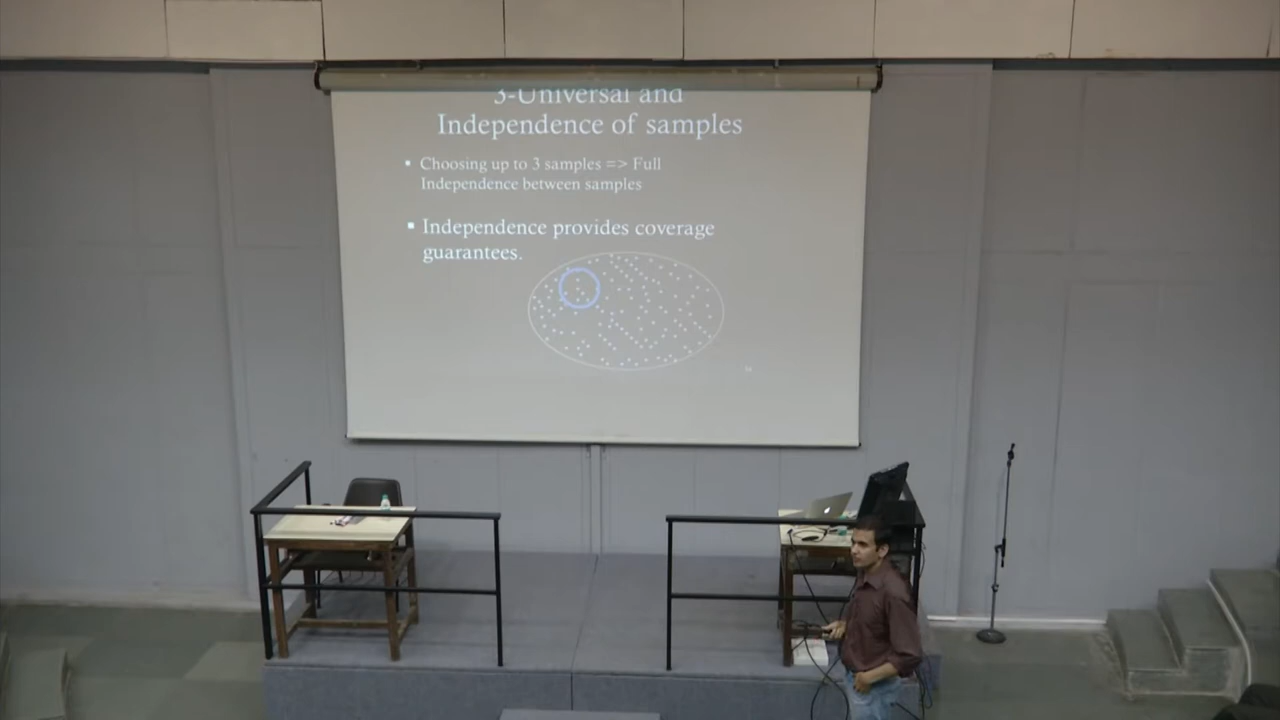 3-Universal and
Independence of samples
▪ Choosing up to 3 samples => Full
Independence between samples
▪ Independence provides coverage
guarantees.